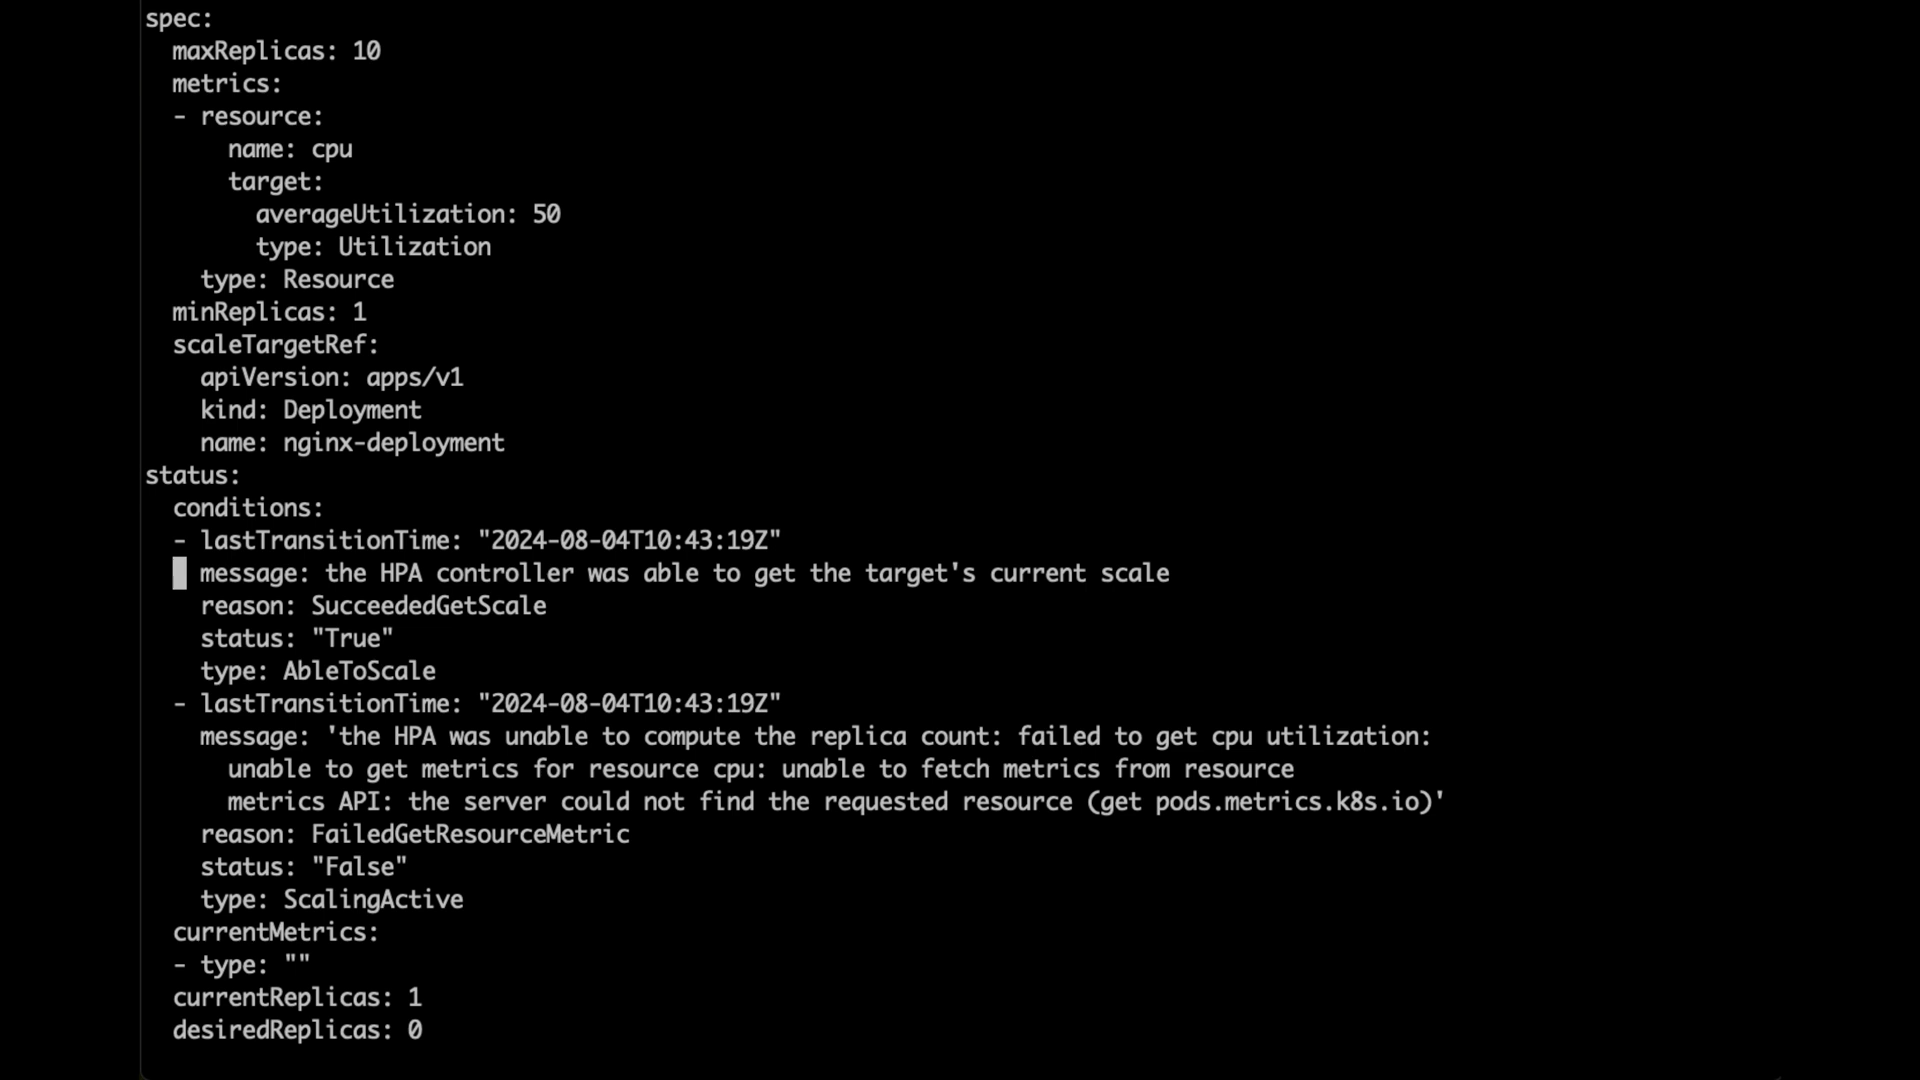 spec:
  maxReplicas: 10
  metrics:
  - resource:
      name: cpu
      target:
        averageUtilization: 50
        type: Utilization
    type: Resource
  minReplicas: 1
  scaleTargetRef:
    apiVersion: apps/v1
    kind: Deployment
    name: nginx-deployment
status:
  conditions:
  - lastTransitionTime: "2024-08-04T10:43:19Z"
    message: the HPA controller was able to get the target's current scale
    reason: SucceededGetScale
    status: "True"
    type: AbleToScale
  - lastTransitionTime: "2024-08-04T10:43:19Z"
    message: 'the HPA was unable to compute the replica count: failed to get cpu utilization:
      unable to get metrics for resource cpu: unable to fetch metrics from resource
      metrics API: the server could not find the requested resource (get pods.metrics.k8s.io)'
    reason: FailedGetResourceMetric
    status: "False"
    type: ScalingActive
  currentMetrics:
  - type: ""
  currentReplicas: 1
  desiredReplicas: 0